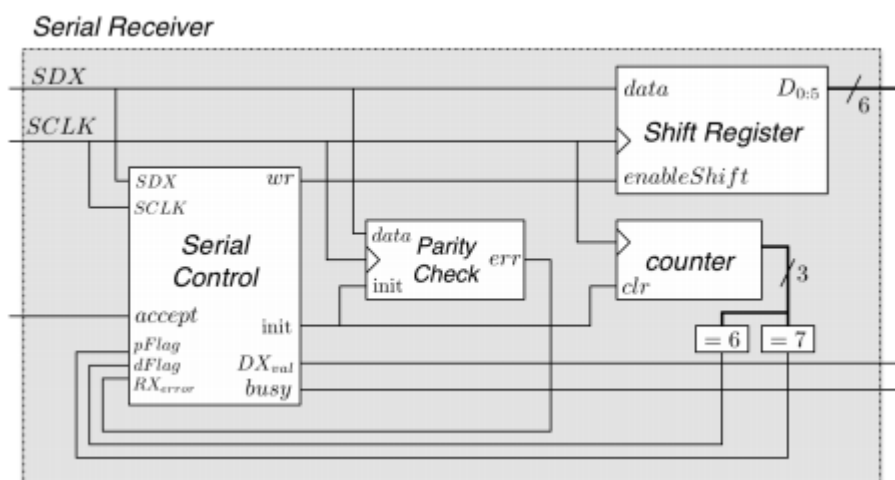 Serial Receiver
SDX
data
D0:5
6
Shift Register
SCLK
enableShift
SDX
wr
SCLK
Serial
Control
data
Parity
Check
err
init
counter
clr
3
accept
init
= 6
= 7
pFlag
dFlag
DXval
RXerror
busy